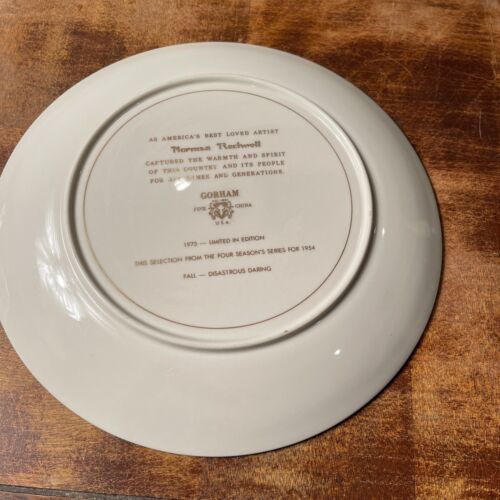 AS AMERICA'S BEST LOVED ARTIST
Norman Rockwell
CAPTURED THE WARMTH AND SPIRIT
OF THIS COUNTRY AND ITS PEOPLE
FOR ALL TIMES AND GENERATIONS.
GORHAM
FINE CHINA
U.S.A.
1975 — LIMITED IN EDITION
THIS SELECTION FROM THE FOUR SEASON'S SERIES FOR 1954
FALL — DISASTROUS DARING